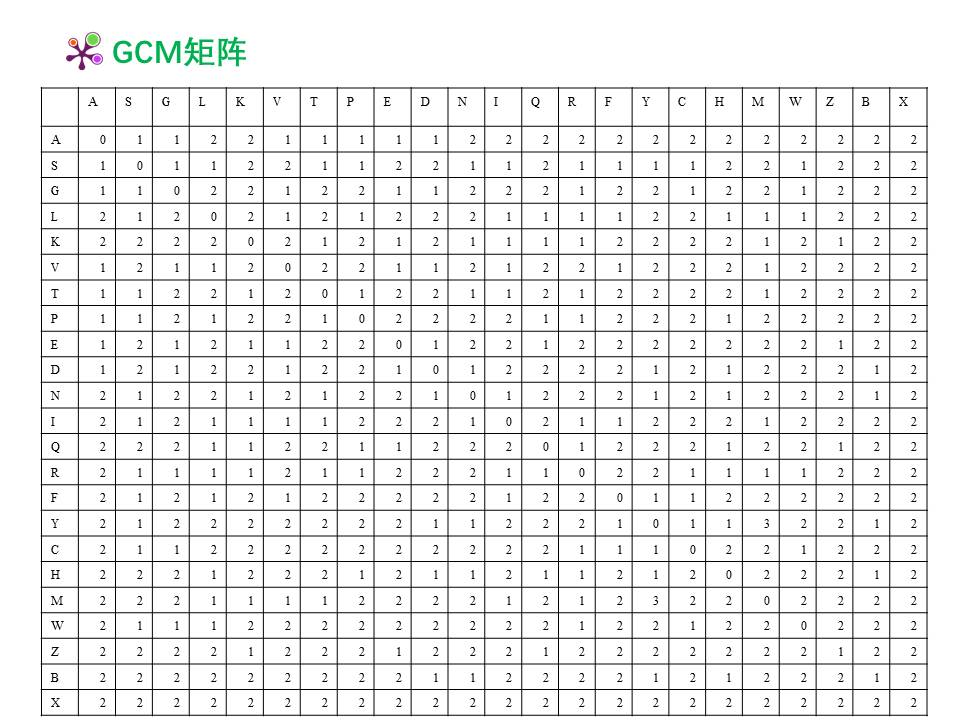 GCM矩阵
A S G L K V T P E D N I Q R F Y C H M W Z B X
A 0 1 1 2 2 1 1 1 1 1 2 2 2 2 2 2 2 2 2 2 2 2 2
S 1 0 1 1 2 2 1 1 2 2 1 1 2 1 1 1 1 2 2 1 2 2 2
G 1 1 0 2 2 1 2 2 1 1 2 2 2 1 2 2 1 2 2 1 2 2 2
L 2 1 2 0 2 1 2 1 2 2 2 1 1 1 1 2 2 1 1 1 2 2 2
K 2 2 2 2 0 2 1 2 1 2 1 1 1 1 2 2 2 2 1 2 1 2 2
V 1 2 1 1 2 0 2 2 1 1 2 1 2 2 1 2 2 2 1 2 2 2 2
T 1 1 2 2 1 2 0 1 2 2 1 1 2 1 2 2 2 2 1 2 2 2 2
P 1 1 2 1 2 2 1 0 2 2 2 2 1 1 2 2 2 1 2 2 2 2 2
E 1 2 1 2 1 1 2 2 0 1 2 2 1 2 2 2 2 2 2 2 1 2 2
D 1 2 1 2 2 1 2 2 1 0 1 2 2 2 2 1 2 1 2 2 2 1 2
N 2 1 2 2 1 2 1 2 2 1 0 1 2 2 2 1 2 1 2 2 2 1 2
I 2 1 2 1 1 1 1 2 2 2 1 0 2 1 1 2 2 2 1 2 2 2 2
Q 2 2 2 1 1 2 2 1 1 2 2 2 0 1 2 2 2 1 2 2 1 2 2
R 2 1 1 1 1 2 1 1 2 2 2 1 1 0 2 2 1 1 1 1 2 2 2
F 2 1 2 1 2 1 2 2 2 2 2 1 2 2 0 1 1 2 2 2 2 2 2
Y 2 1 2 2 2 2 2 2 2 1 1 2 2 2 1 0 1 1 3 2 2 1 2
C 2 1 1 2 2 2 2 2 2 2 2 2 2 1 1 1 0 2 2 1 2 2 2
H 2 2 2 1 2 2 2 1 2 1 1 2 1 1 2 1 2 0 2 2 2 1 2
M 2 2 2 1 1 1 1 2 2 2 2 1 2 1 2 3 2 2 0 2 2 2 2
W 2 1 1 1 2 2 2 2 2 2 2 2 2 1 2 2 1 2 2 0 2 2 2
Z 2 2 2 2 1 2 2 2 1 2 2 2 1 2 2 2 2 2 2 2 1 2 2
B 2 2 2 2 2 2 2 2 2 1 1 2 2 2 2 1 2 1 2 2 2 1 2
X 2 2 2 2 2 2 2 2 2 2 2 2 2 2 2 2 2 2 2 2 2 2 2